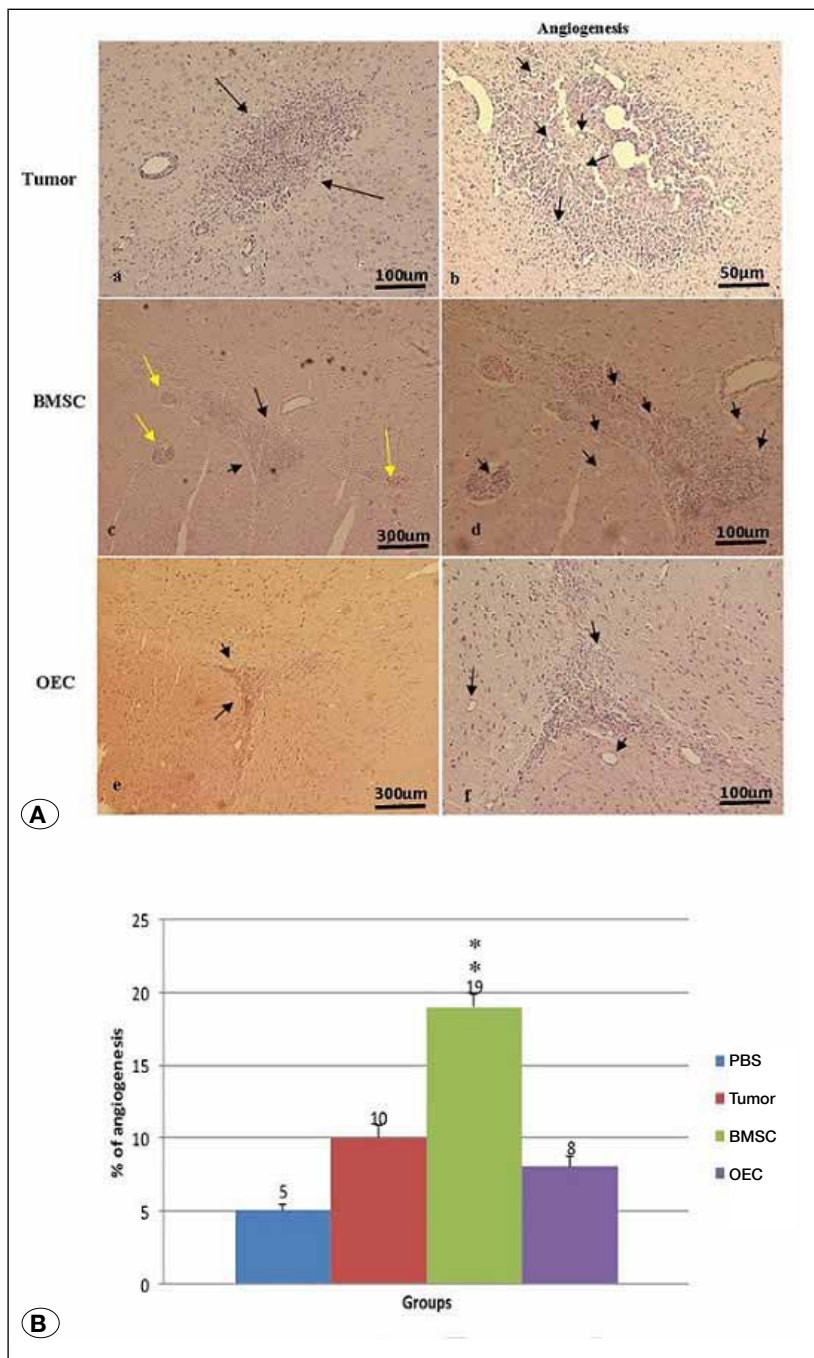 Angiogenesis
Tumor
a
100um
b
50µm
BMSC
c
300um
d
100um
OEC
e
300um
f
100um
A
25
20
15
10
5
0
% of angiogenesis
5
10
**
19
8
PBS
Tumor
BMSC
OEC
Groups
B